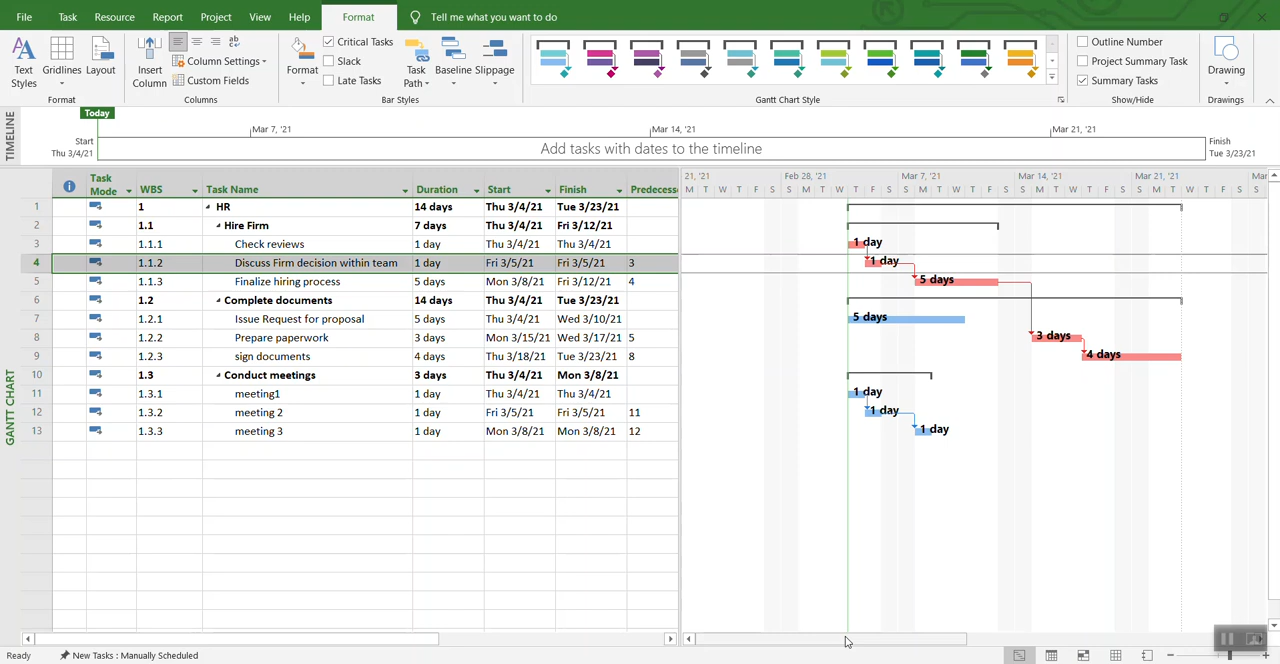 File Task Resource Report Project View Help Format Tell me what you want to do
Text Styles Gridlines Layout Insert Column ab Column Settings Custom Fields Format Critical Tasks Slack Late Tasks Task Path Baseline Slippage Outline Number Project Summary Task Summary Tasks Drawing
Format Columns Bar Styles Gantt Chart Style Show/Hide Drawings
TIMELINE
Today
Mar 7, '21 Mar 14, '21 Mar 21, '21
Start
Thu 3/4/21
Add tasks with dates to the timeline
Finish
Tue 3/23/21
GANTT CHART
Task Mode WBS Task Name Duration Start Finish Predecess
1 1 HR 14 days Thu 3/4/21 Tue 3/23/21
2 1.1 Hire Firm 7 days Thu 3/4/21 Fri 3/12/21
3 1.1.1 Check reviews 1 day Thu 3/4/21 Thu 3/4/21
4 1.1.2 Discuss Firm decision within team 1 day Fri 3/5/21 Fri 3/5/21 3
5 1.1.3 Finalize hiring process 5 days Mon 3/8/21 Fri 3/12/21 4
6 1.2 Complete documents 14 days Thu 3/4/21 Tue 3/23/21
7 1.2.1 Issue Request for proposal 5 days Thu 3/4/21 Wed 3/10/21
8 1.2.2 Prepare paperwork 3 days Mon 3/15/21 Wed 3/17/21 5
9 1.2.3 sign documents 4 days Thu 3/18/21 Tue 3/23/21 8
10 1.3 Conduct meetings 3 days Thu 3/4/21 Mon 3/8/21
11 1.3.1 meeting1 1 day Thu 3/4/21 Thu 3/4/21
12 1.3.2 meeting 2 1 day Fri 3/5/21 Fri 3/5/21 11
13 1.3.3 meeting 3 1 day Mon 3/8/21 Mon 3/8/21 12
21, '21 Feb 28, '21 Mar 7, '21 Mar 14, '21 Mar 21, '21 Mar
M T W T F S S M T W T F S S M T W T F S S M T W T F S S M T W T F S S
1 day
1 day
5 days
5 days
3 days
4 days
1 day
1 day
1 day
Ready New Tasks : Manually Scheduled